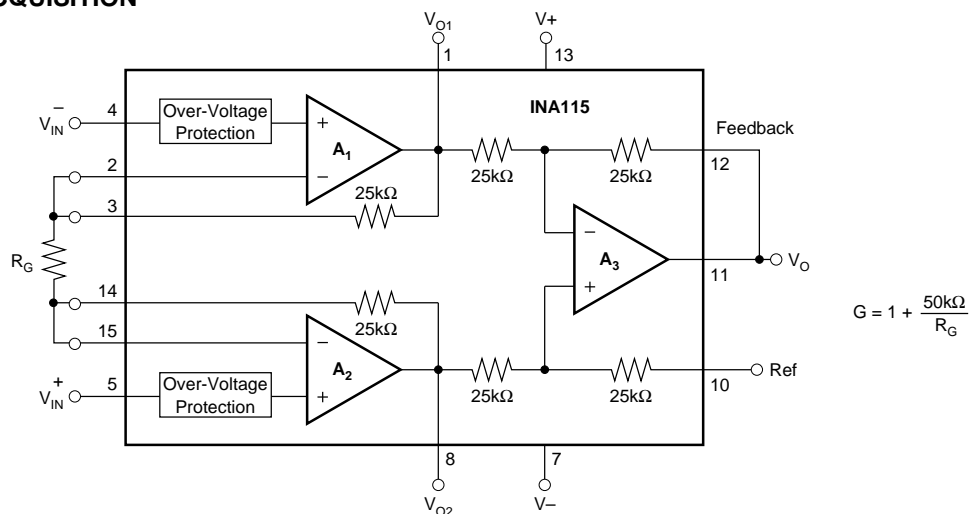 V_O1
V+
1
13
INA115
V_IN^–
4
Over-Voltage
Protection
+
A_1
–
Feedback
12
25kΩ
25kΩ
2
25kΩ
3
R_G
–
A_3
+
11
V_O
G = 1 + 50kΩ / R_G
14
25kΩ
15
–
A_2
+
V_IN^+
5
Over-Voltage
Protection
25kΩ
25kΩ
10
Ref
8
7
V_O2
V–